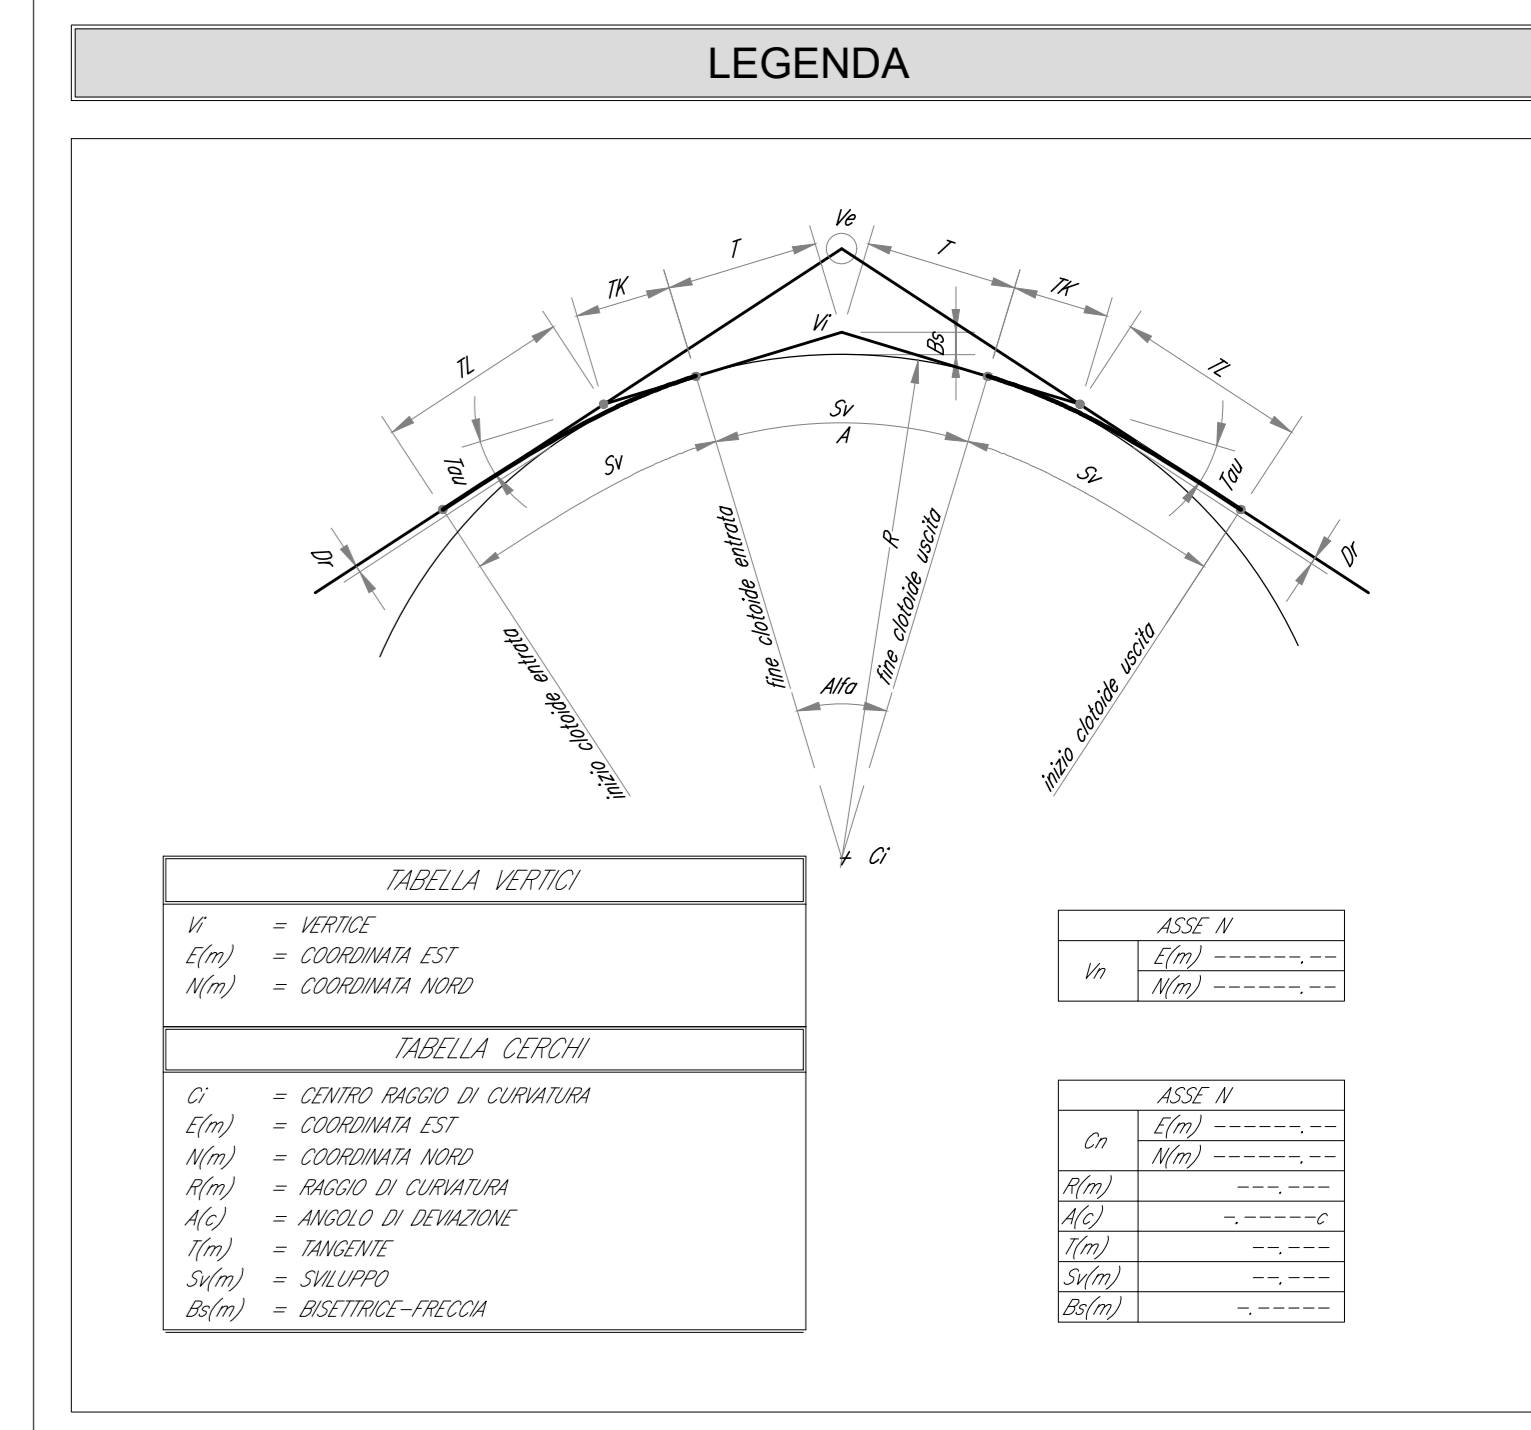 LEGENDA
Ve
T
T
TK
TK
Vi
Bs
TL
TL
Sv
A
Tau
Sv
Sv
Tau
Dr
R
Dr
fine clotoide entrata
fine clotoide uscita
inizio clotoide entrata
inizio clotoide uscita
Alfa
Ci
TABELLA VERTICI
Vi = VERTICE
E(m) = COORDINATA EST
N(m) = COORDINATA NORD
TABELLA CERCHI
Ci = CENTRO RAGGIO DI CURVATURA
E(m) = COORDINATA EST
N(m) = COORDINATA NORD
R(m) = RAGGIO DI CURVATURA
A(c) = ANGOLO DI DEVIAZIONE
T(m) = TANGENTE
Sv(m) = SVILUPPO
Bs(m) = BISETTRICE-FRECCIA
ASSE N
Vn
E(m) ------.--
N(m) ------.--
ASSE N
Cn
E(m) ------.--
N(m) ------.--
R(m) ---.---
A(c) -.-----c
T(m) --.---
Sv(m) --.---
Bs(m) -.-----